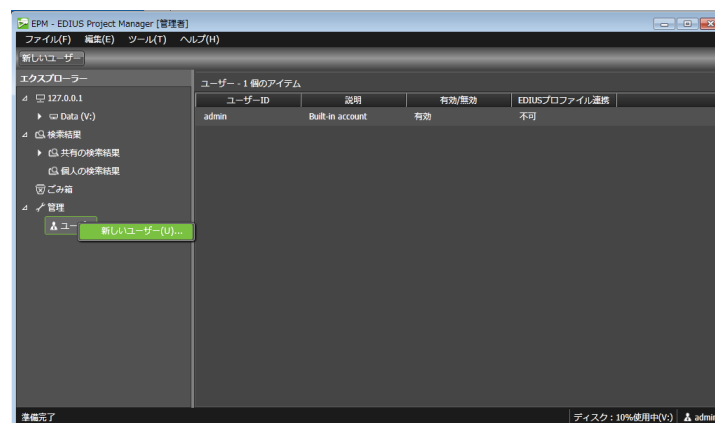 EPM - EDIUS Project Manager [管理者]
ファイル(F) 編集(E) ツール(T) ヘルプ(H)
新しいユーザー
エクスプローラー
127.0.0.1
Data (V:)
検索結果
共有の検索結果
個人の検索結果
ごみ箱
管理
新しいユーザー(U)...
ユーザー - 1 個のアイテム
ユーザーID 説明 有効/無効 EDIUSプロファイル連携
admin Built-in account 有効 不可
準備完了
ディスク : 10%使用中(V:) admin